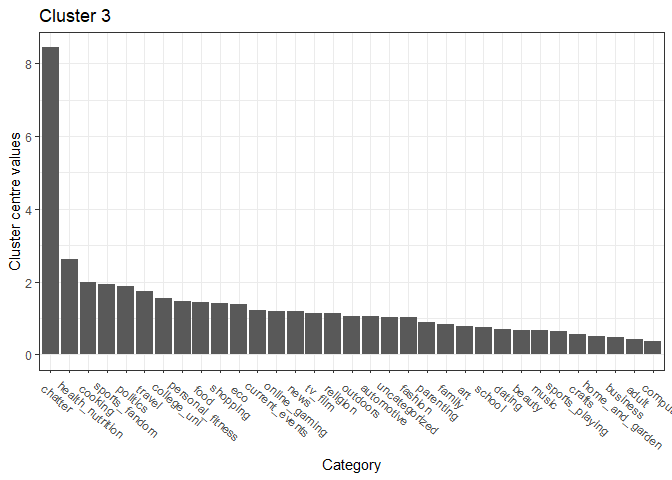 Cluster 3
Cluster centre values
8
6
4
2
0
chatter
health_nutrition
cooking
sports_fandom
politics
travel
college_uni
personal_fitness
food
shopping
eco
current_events
online_gaming
news
tv_film
religion
outdoors
automotive
uncategorized
fashion
parenting
family
art
school
dating
beauty
music
sports_playing
crafts
home_and_garden
business
adult
compu
Category